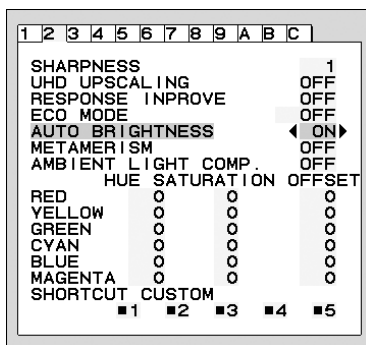 1 2 3 4 5 6 7 8 9 A B C
SHARPNESS 1
UHD UPSCALING OFF
RESPONSE INPROVE OFF
ECO MODE OFF
AUTO BRIGHTNESS ◀ ON▶
METAMERISM OFF
AMBIENT LIGHT COMP. OFF
HUE SATURATION OFFSET
RED 0 0 0
YELLOW 0 0 0
GREEN 0 0 0
CYAN 0 0 0
BLUE 0 0 0
MAGENTA 0 0 0
SHORTCUT CUSTOM
■1 ■2 ■3 ■4 ■5